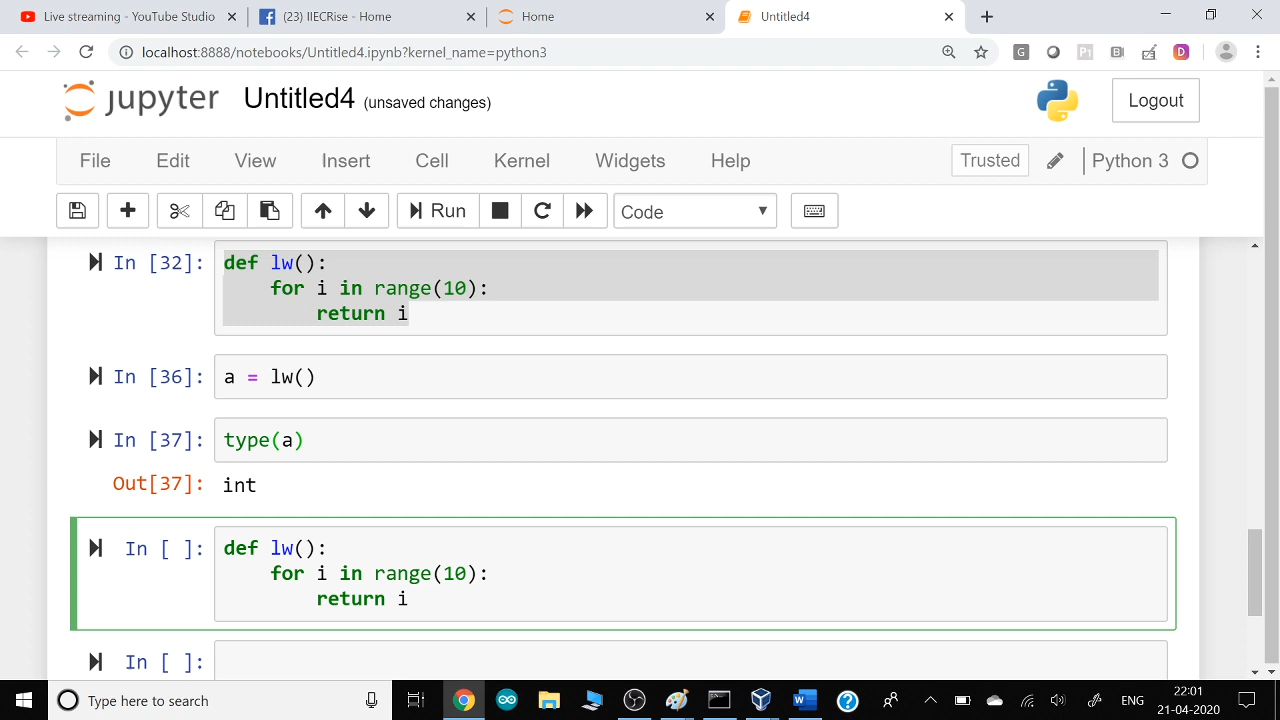 Live streaming - YouTube Studio
(23) IIECRise - Home
Home
Untitled4
localhost:8888/notebooks/Untitled4.ipynb?kernel_name=python3
jupyter Untitled4 (unsaved changes)
Logout
File Edit View Insert Cell Kernel Widgets Help Trusted Python 3
Run Code
In [32]: def lw():
for i in range(10):
return i
In [36]: a = lw()
In [37]: type(a)
Out[37]: int
In [ ]: def lw():
for i in range(10):
return i
In [ ]:
Type here to search
ENG
22:01
21-04-2020